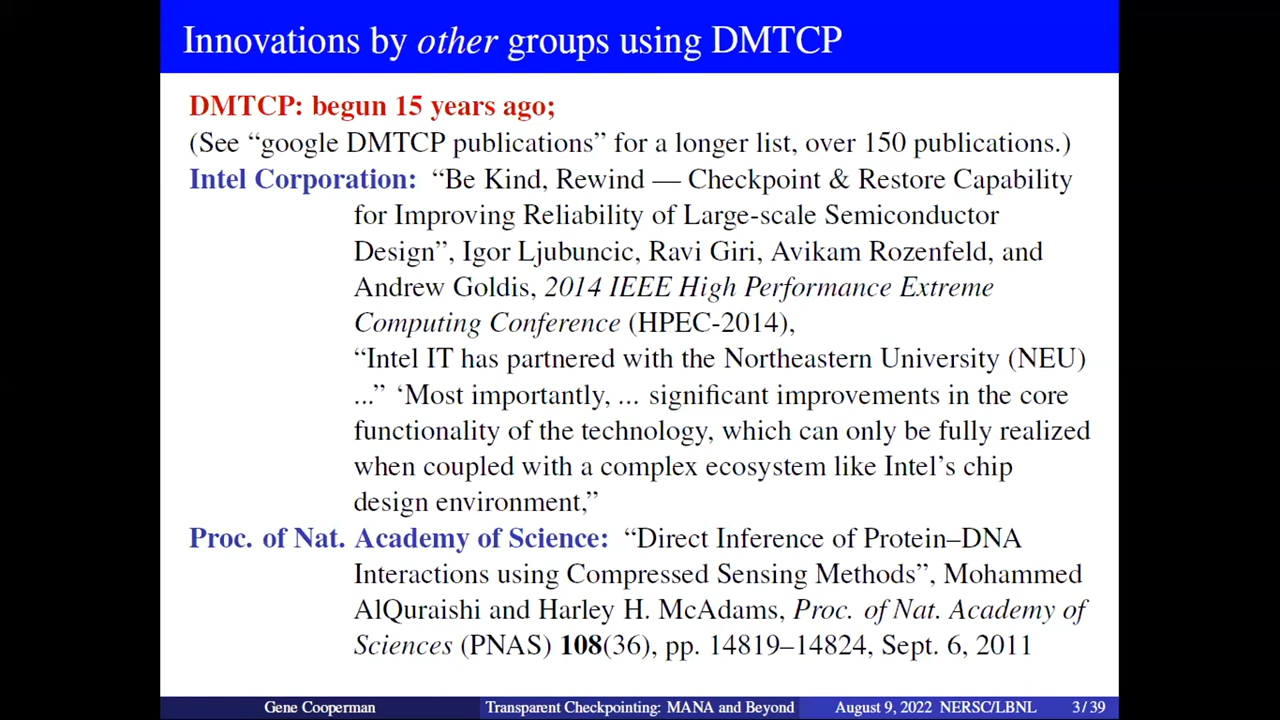 Innovations by other groups using DMTCP
DMTCP: begun 15 years ago;
(See “google DMTCP publications” for a longer list, over 150 publications.)
Intel Corporation: “Be Kind, Rewind — Checkpoint & Restore Capability
for Improving Reliability of Large-scale Semiconductor
Design”, Igor Ljubuncic, Ravi Giri, Avikam Rozenfeld, and
Andrew Goldis, 2014 IEEE High Performance Extreme
Computing Conference (HPEC-2014),
“Intel IT has partnered with the Northeastern University (NEU)
...” ‘Most importantly, ... significant improvements in the core
functionality of the technology, which can only be fully realized
when coupled with a complex ecosystem like Intel’s chip
design environment,”
Proc. of Nat. Academy of Science: “Direct Inference of Protein–DNA
Interactions using Compressed Sensing Methods”, Mohammed
AlQuraishi and Harley H. McAdams, Proc. of Nat. Academy of
Sciences (PNAS) 108(36), pp. 14819–14824, Sept. 6, 2011
Gene Cooperman Transparent Checkpointing: MANA and Beyond August 9, 2022 NERSC/LBNL 3 / 39